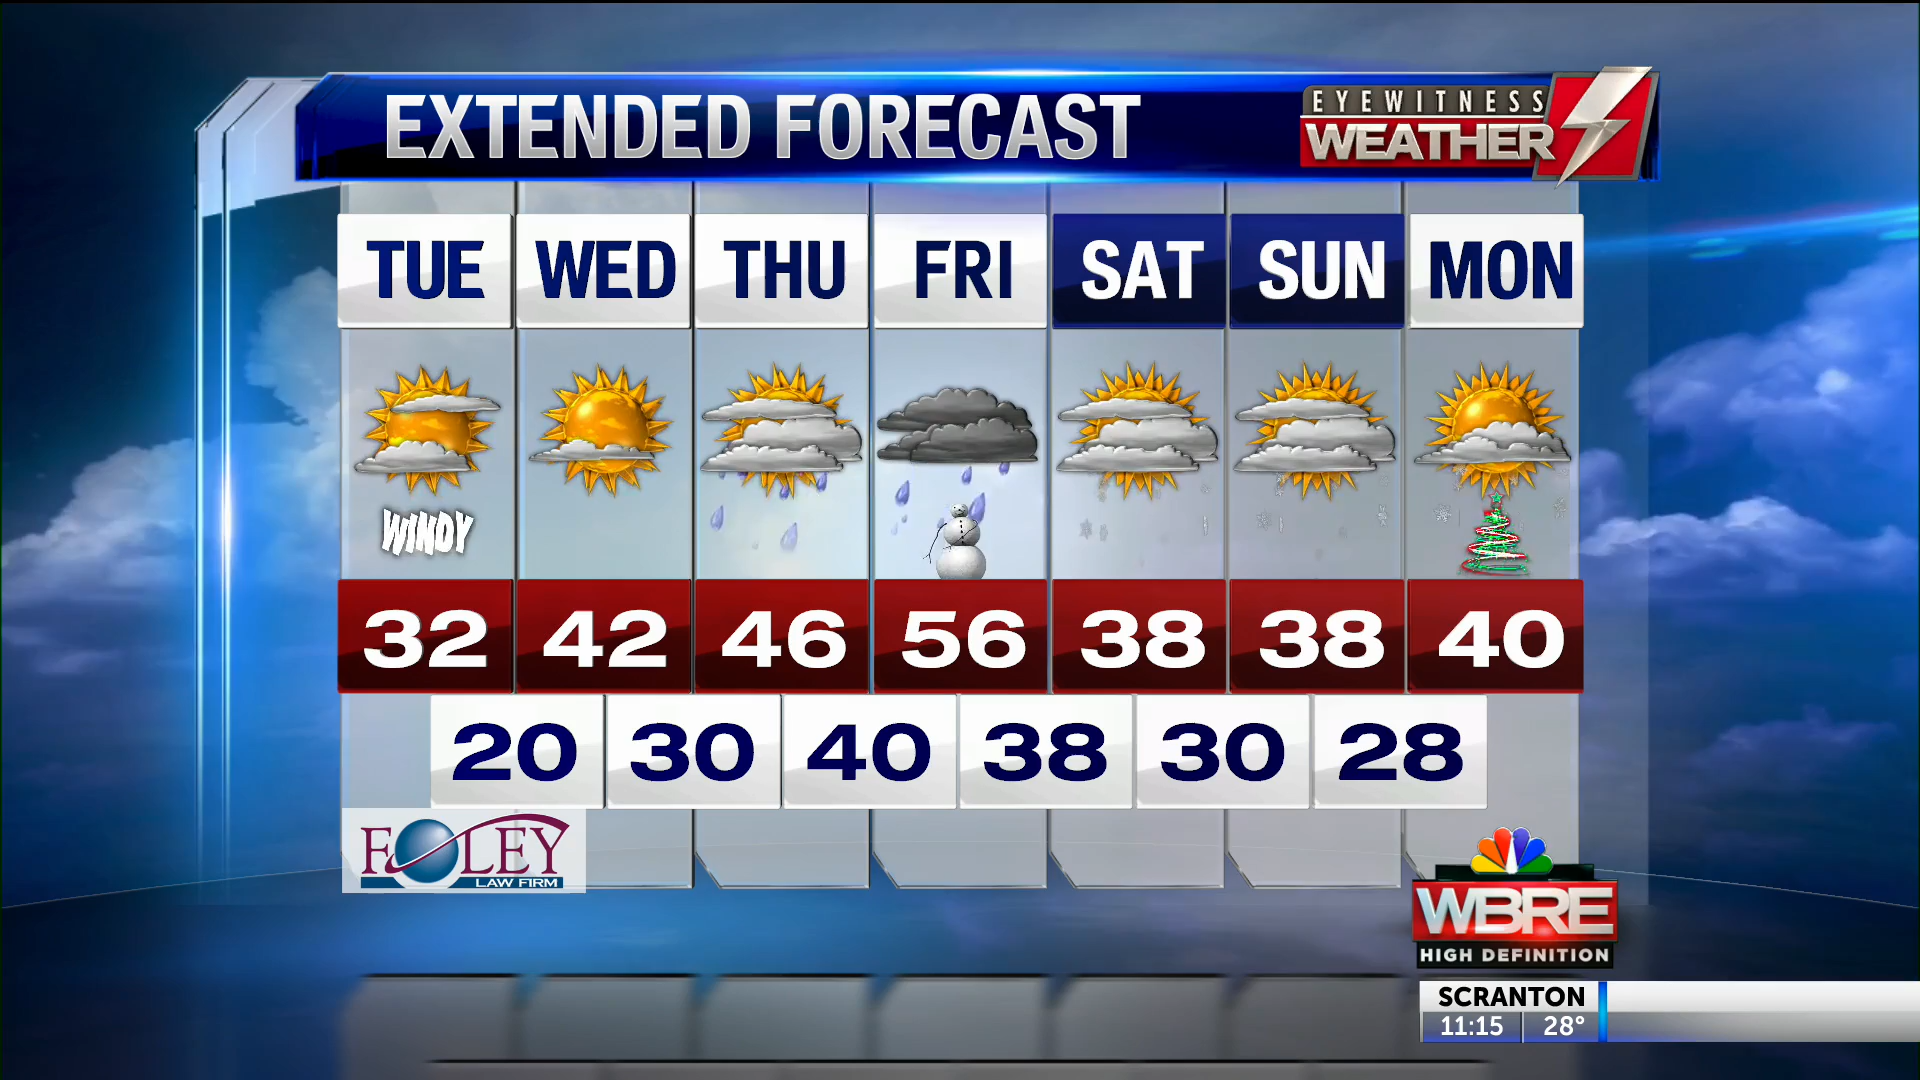 EXTENDED FORECAST
EYEWITNESS
WEATHER
TUE WED THU FRI SAT SUN MON
WINDY
32 42 46 56 38 38 40
20 30 40 38 30 28
FOLEY
LAW FIRM
WBRE
HIGH DEFINITION
SCRANTON
11:15 28°